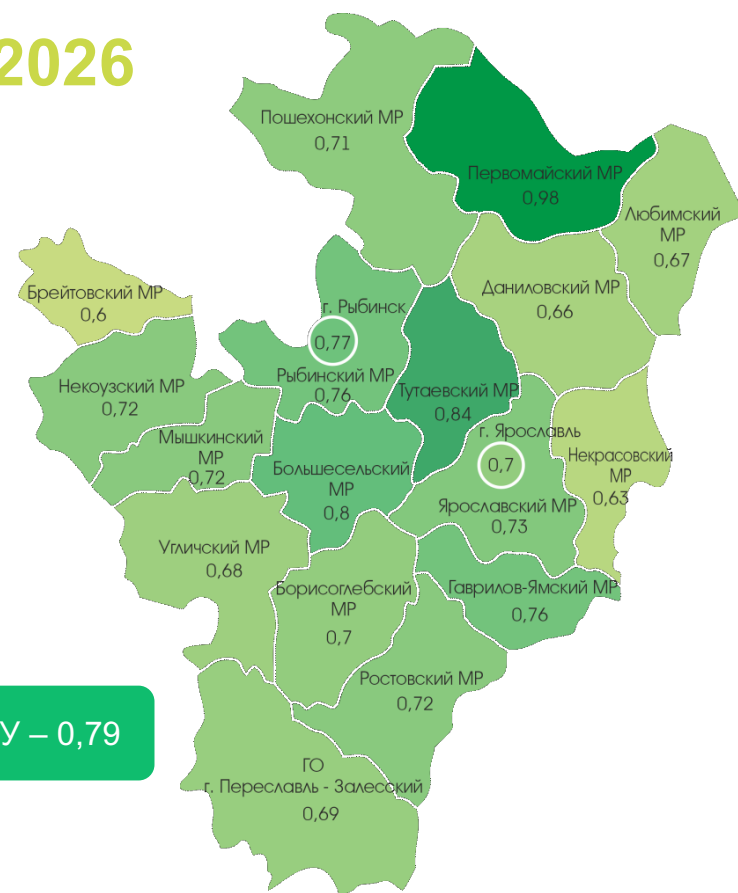 2026
Пошехонский МР
0,71
Первомайский МР
0,98
Любимский
МР
0,67
Брейтовский МР
0,6
г. Рыбинск
0,77
Рыбинский МР
0,76
Даниловский МР
0,66
Некоузский МР
0,72
Тутаевский МР
0,84
Мышкинский
МР
0,72
Большесельский
МР
0,8
г. Ярославль
0,7
Ярославский МР
0,73
Некрасовский
МР
0,63
Угличский МР
0,68
Борисоглебский
МР
0,7
Гаврилов-Ямский МР
0,76
Ростовский МР
0,72
У – 0,79
ГО
г. Переславль - Залесский
0,69